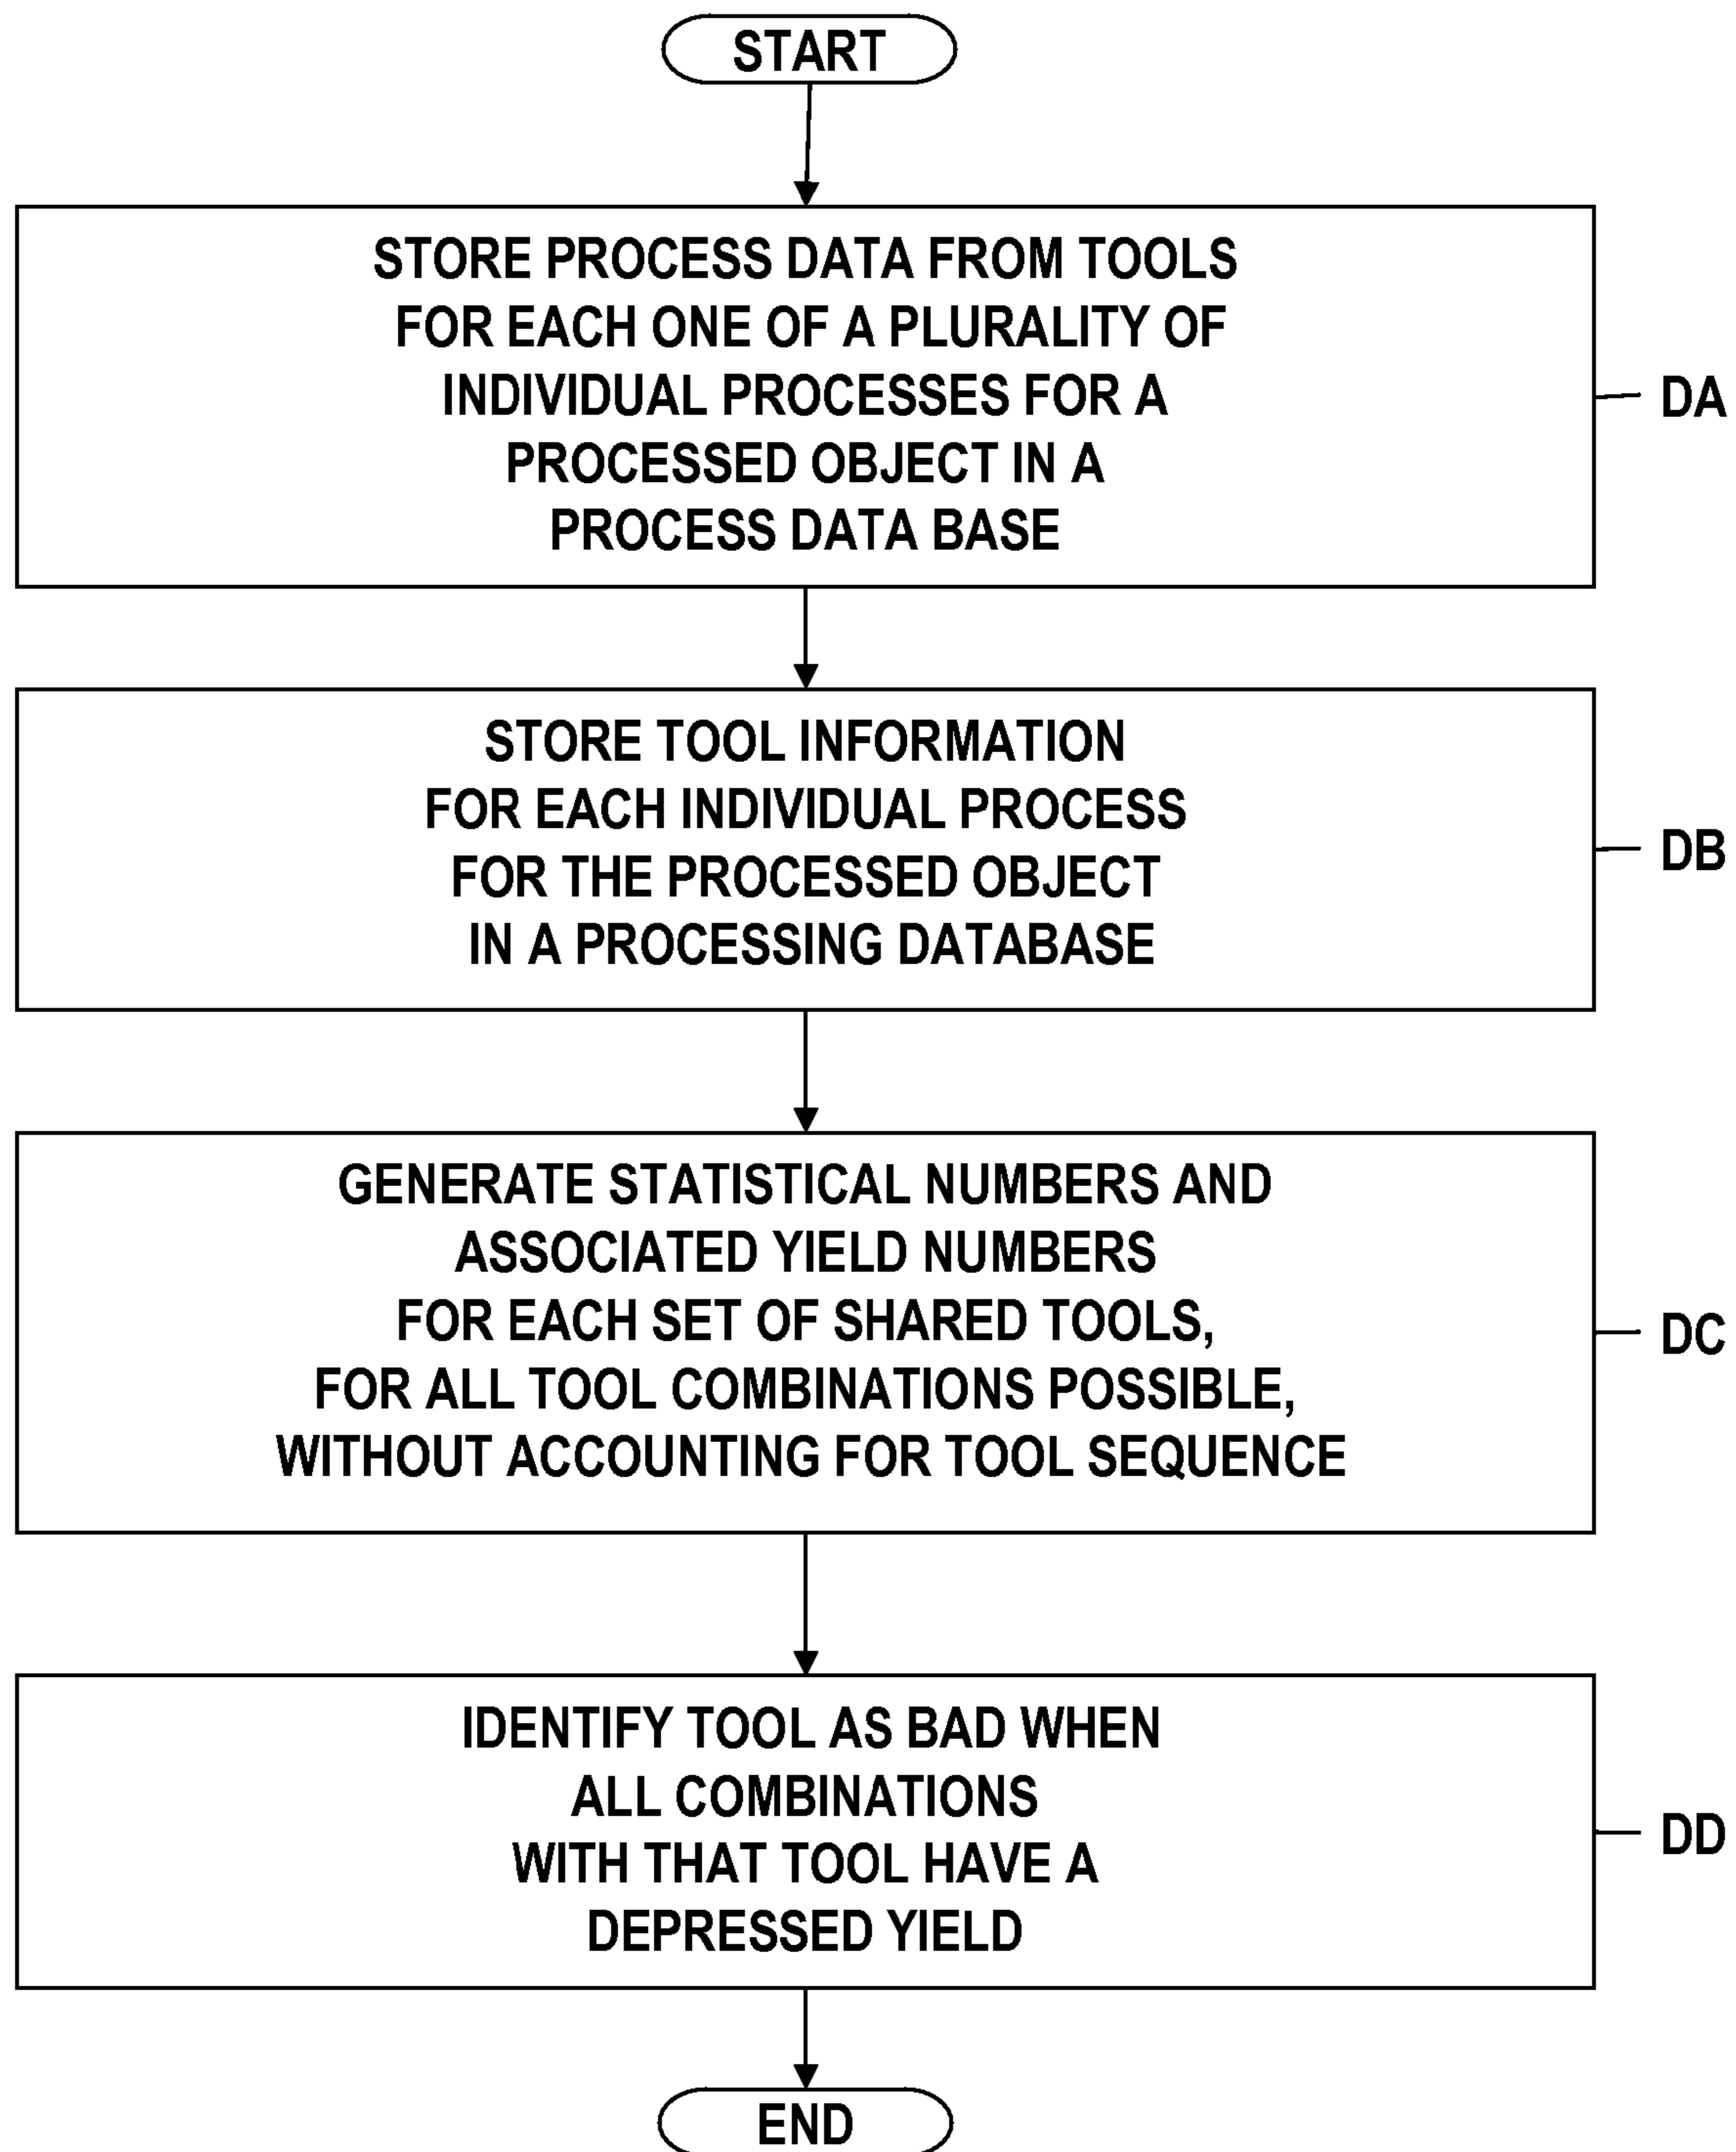 START
STORE PROCESS DATA FROM TOOLS
FOR EACH ONE OF A PLURALITY OF
INDIVIDUAL PROCESSES FOR A
PROCESSED OBJECT IN A
PROCESS DATA BASE
DA
STORE TOOL INFORMATION
FOR EACH INDIVIDUAL PROCESS
FOR THE PROCESSED OBJECT
IN A PROCESSING DATABASE
DB
GENERATE STATISTICAL NUMBERS AND
ASSOCIATED YIELD NUMBERS
FOR EACH SET OF SHARED TOOLS,
FOR ALL TOOL COMBINATIONS POSSIBLE,
WITHOUT ACCOUNTING FOR TOOL SEQUENCE
DC
IDENTIFY TOOL AS BAD WHEN
ALL COMBINATIONS
WITH THAT TOOL HAVE A
DEPRESSED YIELD
DD
END